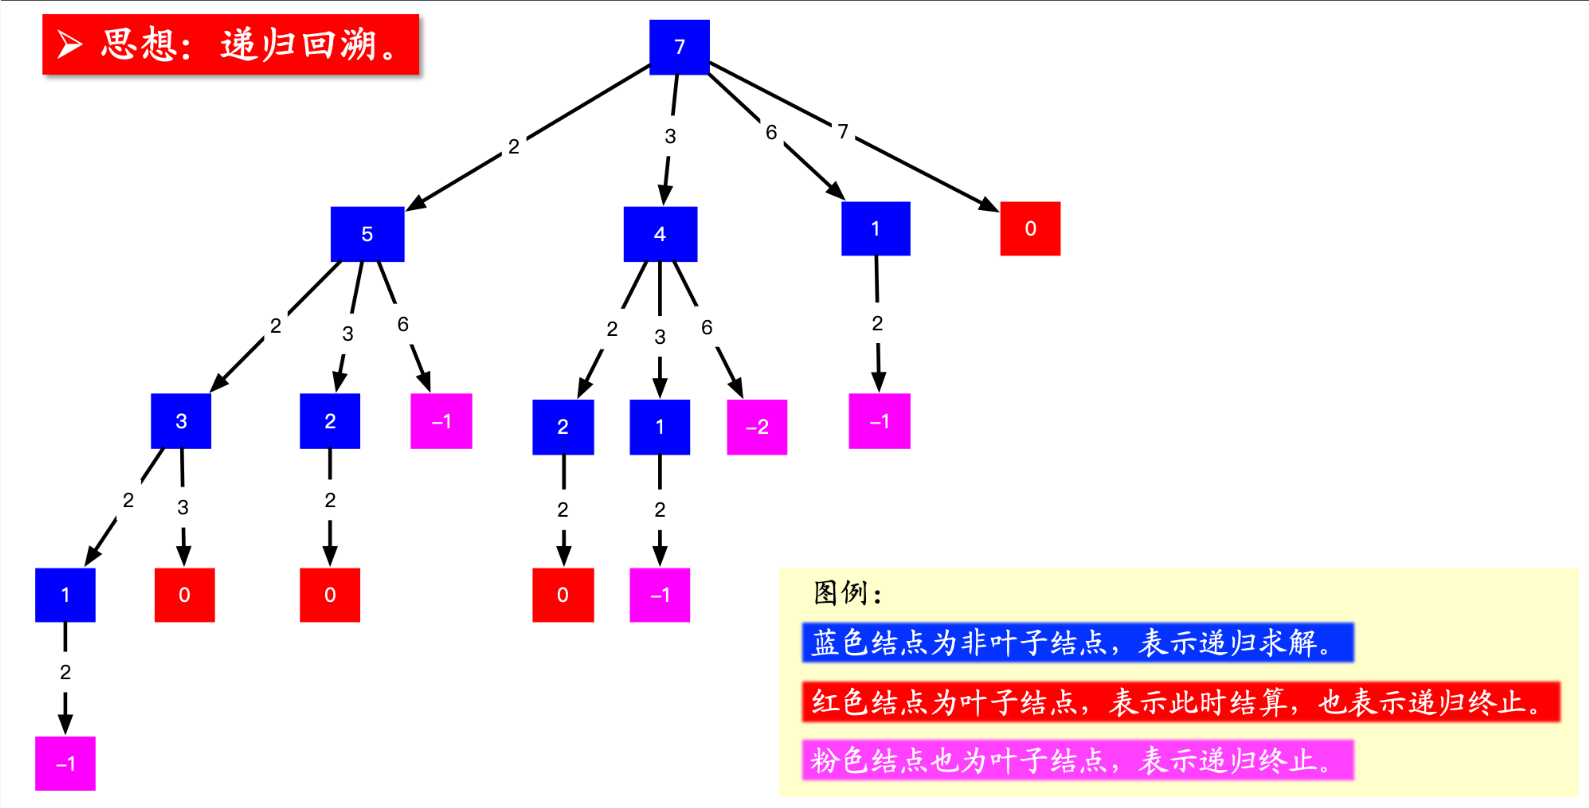 ➢ 思想：递归回溯。
7
2 3 6 7
5 4 1 0
2 3 6 2 3 6 2
3 2 -1 2 1 -2 -1
2 3 2 2 2
1 0 0 0 -1
2
-1
图例：
蓝色结点为非叶子结点，表示递归求解。
红色结点为叶子结点，表示此时结算，也表示递归终止。
粉色结点也为叶子结点，表示递归终止。